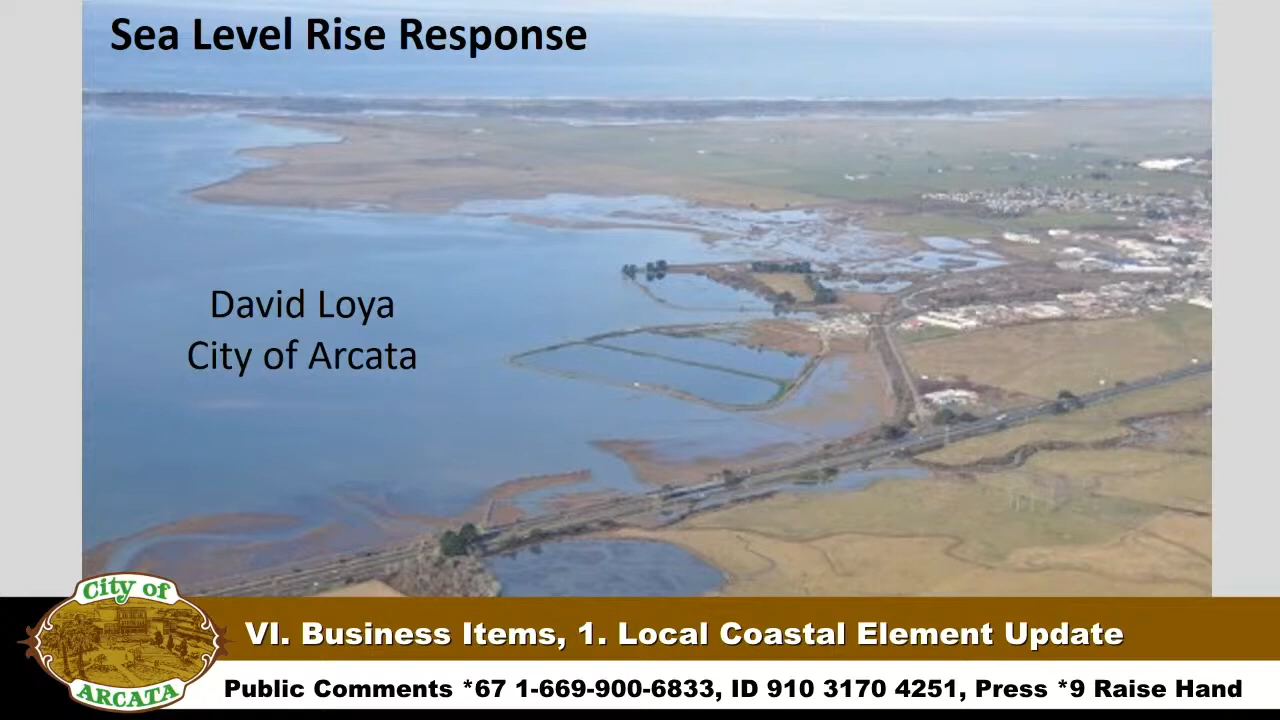 Sea Level Rise Response
David Loya
City of Arcata
City of
ARCATA
VI. Business Items, 1. Local Coastal Element Update
Public Comments *67 1-669-900-6833, ID 910 3170 4251, Press *9 Raise Hand